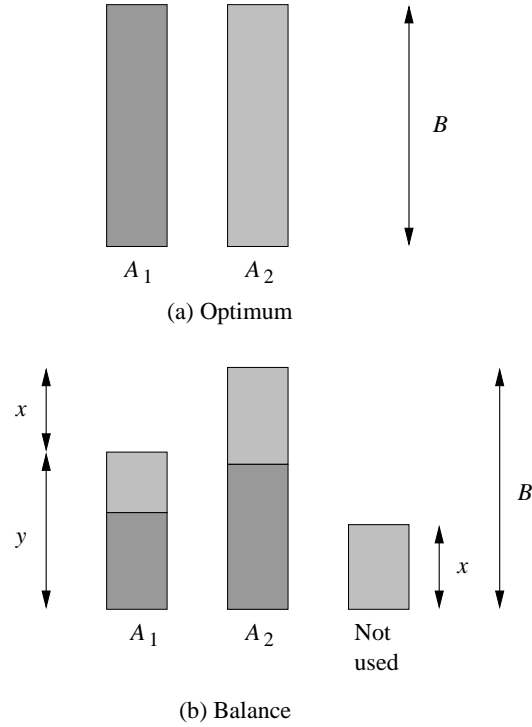 B
A1 A2
(a) Optimum
x
y
B
x
A1 A2 Not
used
(b) Balance